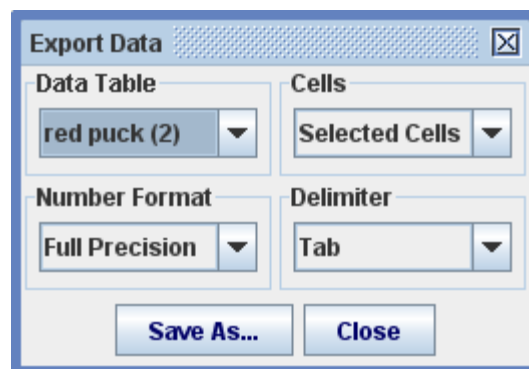 Export Data
Data Table
Cells
red puck (2)
Selected Cells
Number Format
Delimiter
Full Precision
Tab
Save As...
Close